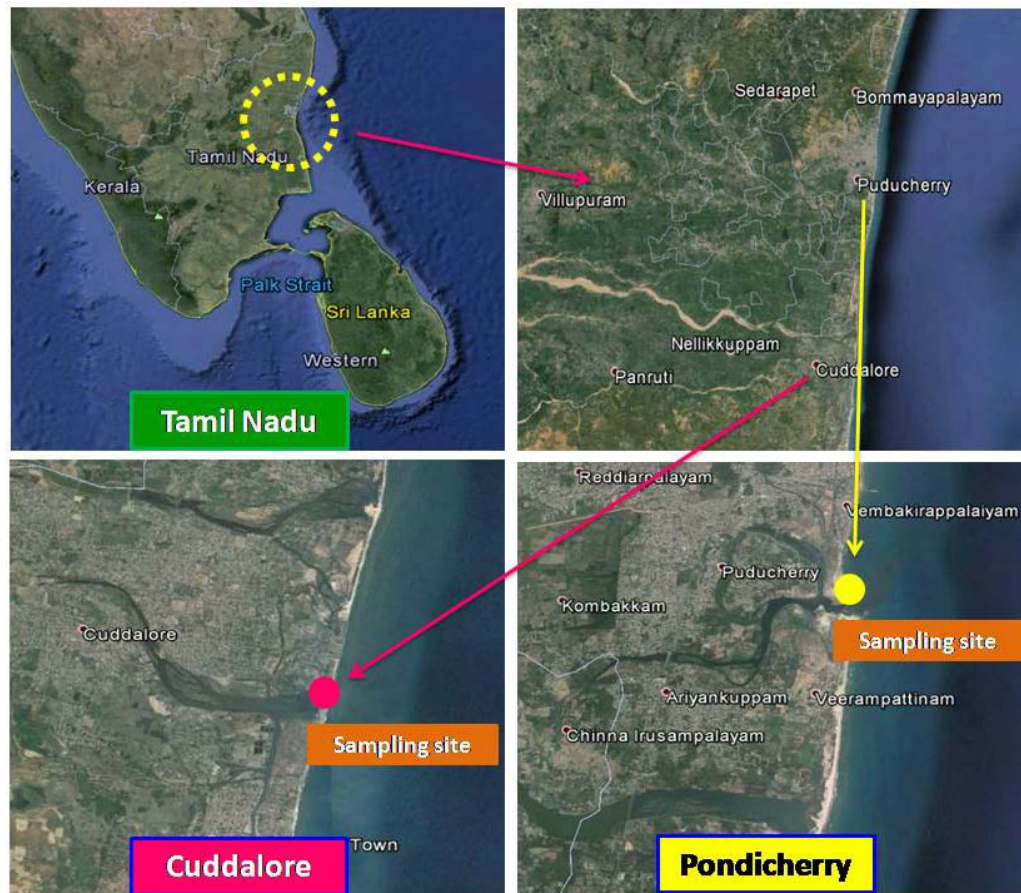 Tamil Nadu
Kerala
Palk Strait
Sri Lanka
Western
Tamil Nadu
Sedarapet
Bommayapalayam
Puducherry
Villupuram
Nellikkuppam
Cuddalore
Panruti
Cuddalore
Sampling site
Town
Cuddalore
Reddiarpalayam
Vembakirappalaiyam
Puducherry
Kombakkam
Sampling site
Ariyankuppam
Veerampattinam
Chinna Irusampalayam
Pondicherry